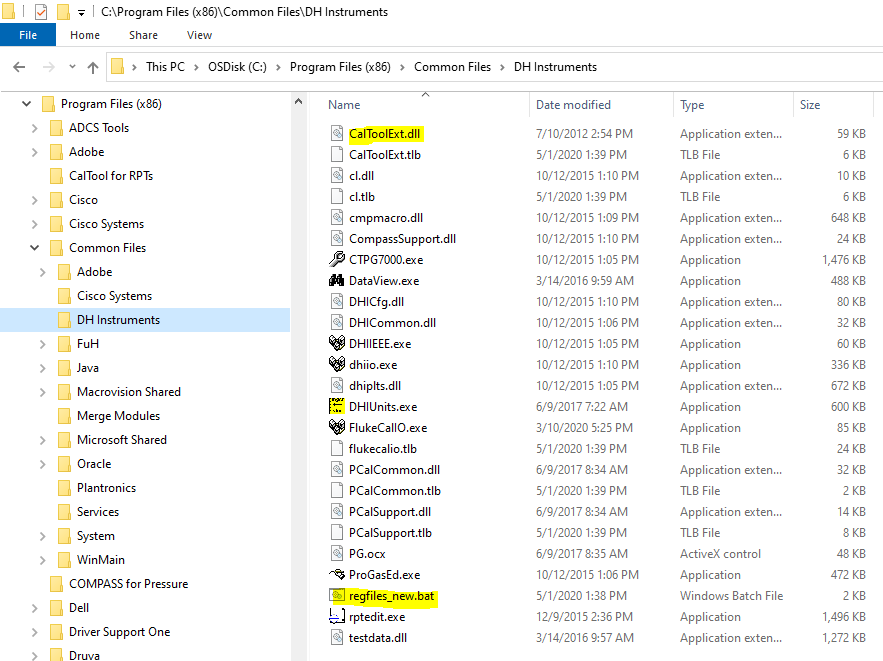 C:\Program Files (x86)\Common Files\DH Instruments
File Home Share View
This PC > OSDisk (C:) > Program Files (x86) > Common Files > DH Instruments
Program Files (x86)
ADCS Tools
Adobe
CalTool for RPTs
Cisco
Cisco Systems
Common Files
Adobe
Cisco Systems
DH Instruments
FuH
Java
Macrovision Shared
Merge Modules
Microsoft Shared
Oracle
Plantronics
Services
System
WinMain
COMPASS for Pressure
Dell
Driver Support One
Druva
Name Date modified Type Size
CalToolExt.dll 7/10/2012 2:54 PM Application exten... 59 KB
CalToolExt.tlb 5/1/2020 1:39 PM TLB File 6 KB
cl.dll 10/12/2015 1:10 PM Application exten... 10 KB
cl.tlb 5/1/2020 1:39 PM TLB File 6 KB
cmpmacro.dll 10/12/2015 1:09 PM Application exten... 648 KB
CompassSupport.dll 10/12/2015 1:10 PM Application exten... 24 KB
CTPG7000.exe 10/12/2015 1:05 PM Application 1,476 KB
DataView.exe 3/14/2016 9:59 AM Application 488 KB
DHICfg.dll 10/12/2015 1:10 PM Application exten... 80 KB
DHICommon.dll 10/12/2015 1:06 PM Application exten... 32 KB
DHIIEEE.exe 10/12/2015 1:05 PM Application 60 KB
dhiio.exe 10/12/2015 1:10 PM Application 336 KB
dhiplts.dll 10/12/2015 1:05 PM Application exten... 672 KB
DHIUnits.exe 6/9/2017 7:22 AM Application 600 KB
FlukeCalIO.exe 3/10/2020 5:25 PM Application 85 KB
flukecalio.tlb 5/1/2020 1:39 PM TLB File 24 KB
PCalCommon.dll 6/9/2017 8:34 AM Application exten... 32 KB
PCalCommon.tlb 5/1/2020 1:39 PM TLB File 2 KB
PCalSupport.dll 6/9/2017 8:34 AM Application exten... 14 KB
PCalSupport.tlb 5/1/2020 1:39 PM TLB File 8 KB
PG.ocx 6/9/2017 8:35 AM ActiveX control 48 KB
ProGasEd.exe 10/12/2015 1:06 PM Application 472 KB
regfiles_new.bat 5/1/2020 1:38 PM Windows Batch File 2 KB
rptedit.exe 12/9/2015 2:36 PM Application 1,496 KB
testdata.dll 3/14/2016 9:57 AM Application exten... 1,272 KB